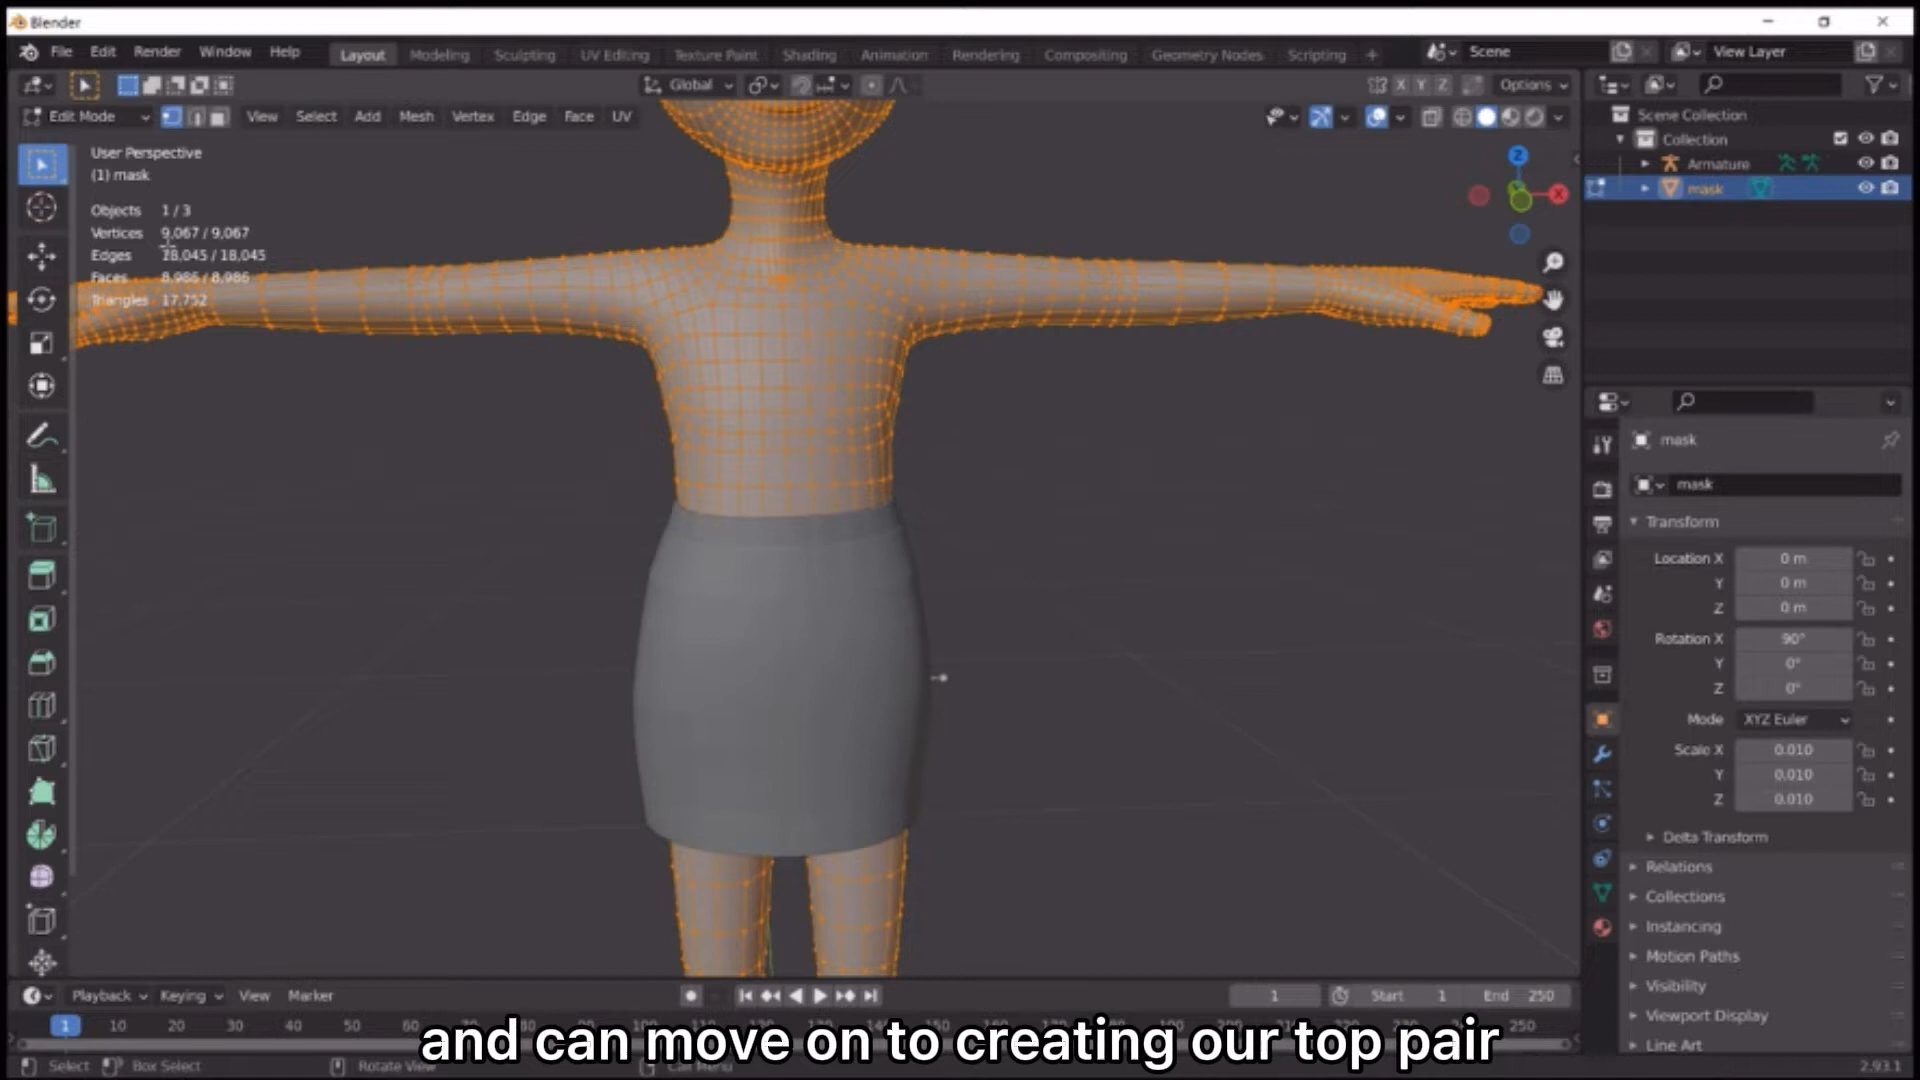 Blender
File Edit Render Window Help Layout Modeling Sculpting UV Editing Texture Paint Shading Animation Rendering Compositing Geometry Nodes Scripting + Scene View Layer
Global X Y Z Options
Edit Mode View Select Add Mesh Vertex Edge Face UV
User Perspective
(1) mask
Objects 1 / 3
Vertices 9,067 / 9,067
Edges 18,045 / 18,045
Faces 8,986 / 8,986
Triangles 17,752
Z
X
Scene Collection
Collection
Armature
mask
mask
mask
Transform
Location X 0 m
Y 0 m
Z 0 m
Rotation X 90°
Y 0°
Z 0°
Mode XYZ Euler
Scale X 0.010
Y 0.010
Z 0.010
Delta Transform
Relations
Collections
Instancing
Motion Paths
Visibility
Viewport Display
Line Art
Playback Keying View Marker 1 Start 1 End 250
1 10 20 30 40 50 60 250
and can move on to creating our top pair
Select Box Select Rotate View 2.93.1